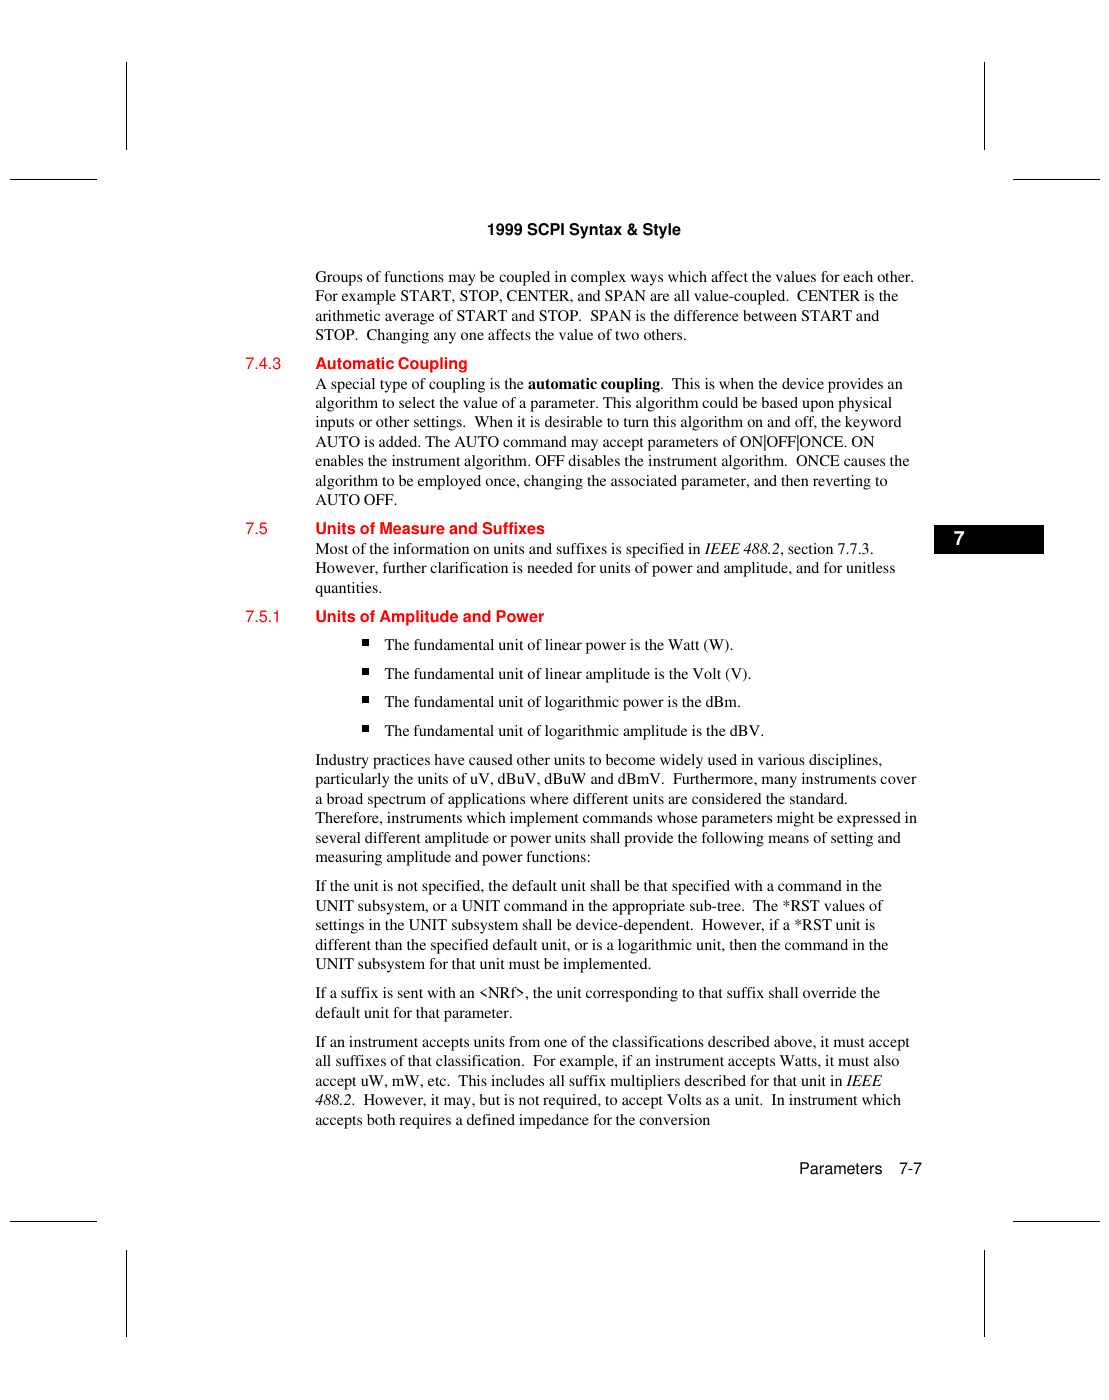 1999 SCPI Syntax & Style
Groups of functions may be coupled in complex ways which affect the values for each other.
For example START, STOP, CENTER, and SPAN are all value-coupled. CENTER is the
arithmetic average of START and STOP. SPAN is the difference between START and
STOP. Changing any one affects the value of two others.
7.4.3 Automatic Coupling
A special type of coupling is the automatic coupling. This is when the device provides an
algorithm to select the value of a parameter. This algorithm could be based upon physical
inputs or other settings. When it is desirable to turn this algorithm on and off, the keyword
AUTO is added. The AUTO command may accept parameters of ON|OFF|ONCE. ON
enables the instrument algorithm. OFF disables the instrument algorithm. ONCE causes the
algorithm to be employed once, changing the associated parameter, and then reverting to
AUTO OFF.
7.5 Units of Measure and Suffixes
7
Most of the information on units and suffixes is specified in IEEE 488.2, section 7.7.3.
However, further clarification is needed for units of power and amplitude, and for unitless
quantities.
7.5.1 Units of Amplitude and Power
■ The fundamental unit of linear power is the Watt (W).
■ The fundamental unit of linear amplitude is the Volt (V).
■ The fundamental unit of logarithmic power is the dBm.
■ The fundamental unit of logarithmic amplitude is the dBV.
Industry practices have caused other units to become widely used in various disciplines,
particularly the units of uV, dBuV, dBuW and dBmV. Furthermore, many instruments cover
a broad spectrum of applications where different units are considered the standard.
Therefore, instruments which implement commands whose parameters might be expressed in
several different amplitude or power units shall provide the following means of setting and
measuring amplitude and power functions:
If the unit is not specified, the default unit shall be that specified with a command in the
UNIT subsystem, or a UNIT command in the appropriate sub-tree. The *RST values of
settings in the UNIT subsystem shall be device-dependent. However, if a *RST unit is
different than the specified default unit, or is a logarithmic unit, then the command in the
UNIT subsystem for that unit must be implemented.
If a suffix is sent with an <NRf>, the unit corresponding to that suffix shall override the
default unit for that parameter.
If an instrument accepts units from one of the classifications described above, it must accept
all suffixes of that classification. For example, if an instrument accepts Watts, it must also
accept uW, mW, etc. This includes all suffix multipliers described for that unit in IEEE
488.2. However, it may, but is not required, to accept Volts as a unit. In instrument which
accepts both requires a defined impedance for the conversion
Parameters 7-7